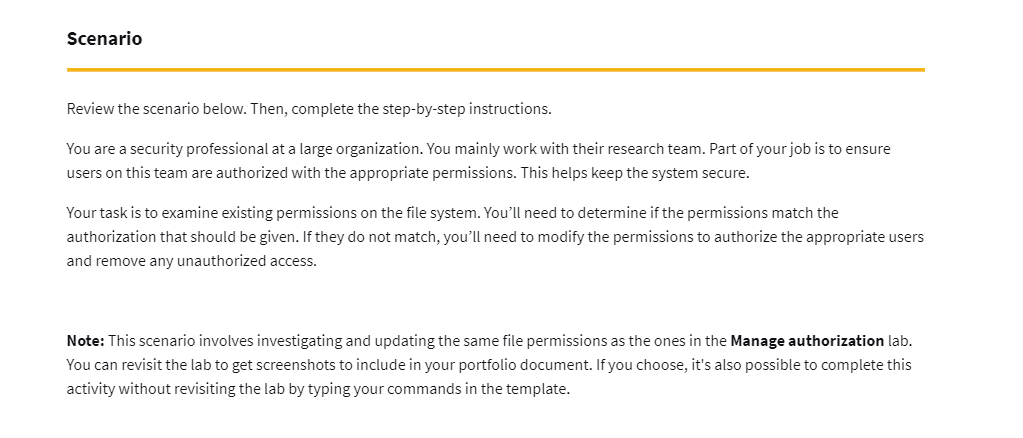 Scenario
Review the scenario below. Then, complete the step-by-step instructions.
You are a security professional at a large organization. You mainly work with their research team. Part of your job is to ensure
users on this team are authorized with the appropriate permissions. This helps keep the system secure.
Your task is to examine existing permissions on the file system. You’ll need to determine if the permissions match the
authorization that should be given. If they do not match, you’ll need to modify the permissions to authorize the appropriate users
and remove any unauthorized access.
Note: This scenario involves investigating and updating the same file permissions as the ones in the Manage authorization lab.
You can revisit the lab to get screenshots to include in your portfolio document. If you choose, it's also possible to complete this
activity without revisiting the lab by typing your commands in the template.